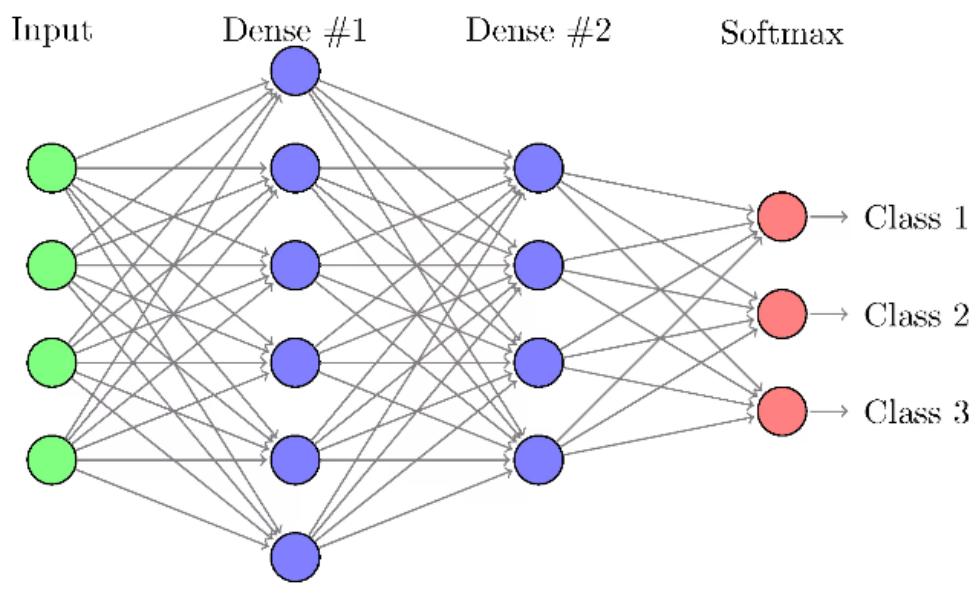 Input
Dense #1
Dense #2
Softmax
Class 1
Class 2
Class 3